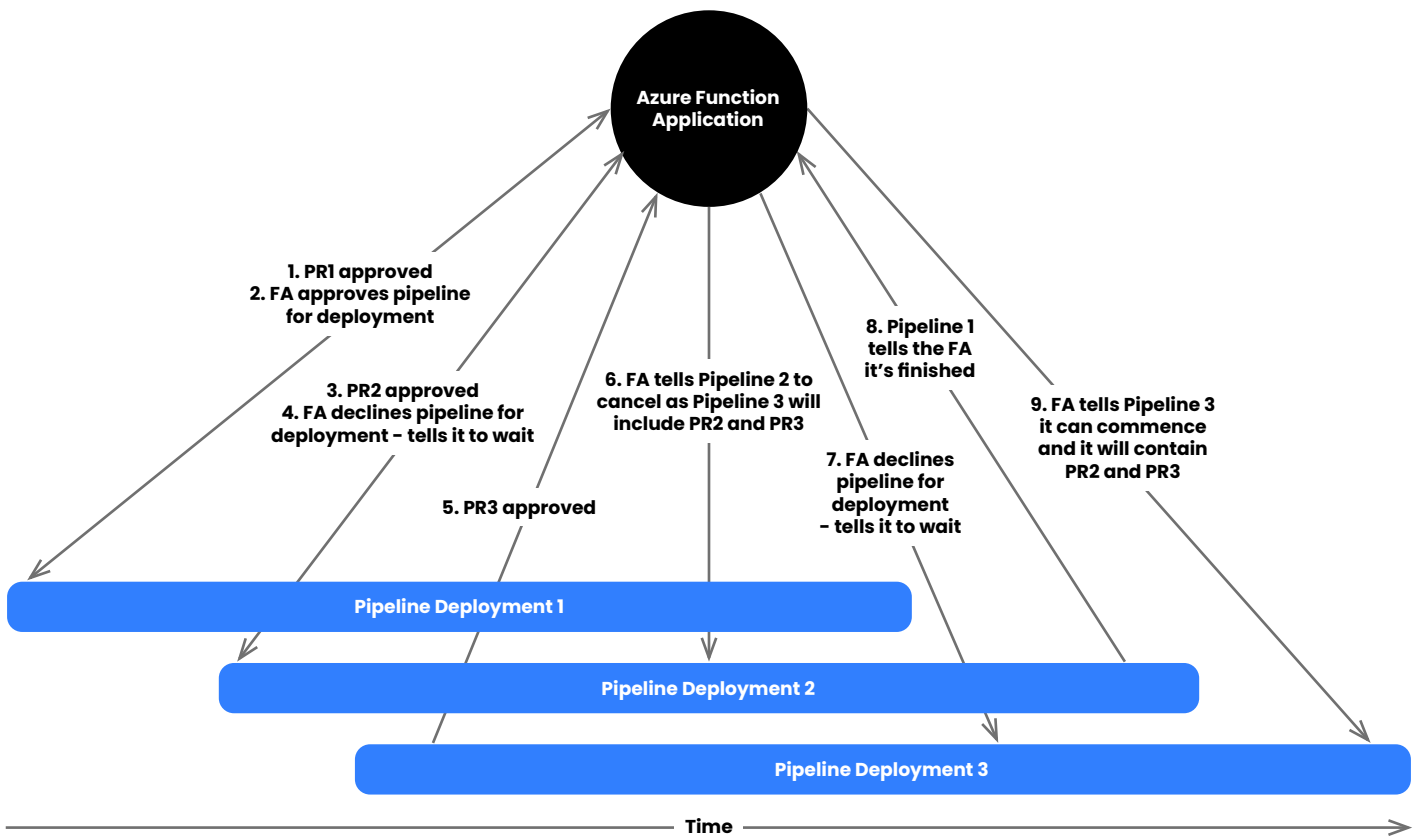 Azure Function
Application
1. PR1 approved
2. FA approves pipeline
for deployment
3. PR2 approved
4. FA declines pipeline for
deployment - tells it to wait
5. PR3 approved
6. FA tells Pipeline 2 to
cancel as Pipeline 3 will
include PR2 and PR3
7. FA declines
pipeline for
deployment
- tells it to wait
8. Pipeline 1
tells the FA
it's finished
9. FA tells Pipeline 3
it can commence
and it will contain
PR2 and PR3
Pipeline Deployment 1
Pipeline Deployment 2
Pipeline Deployment 3
Time